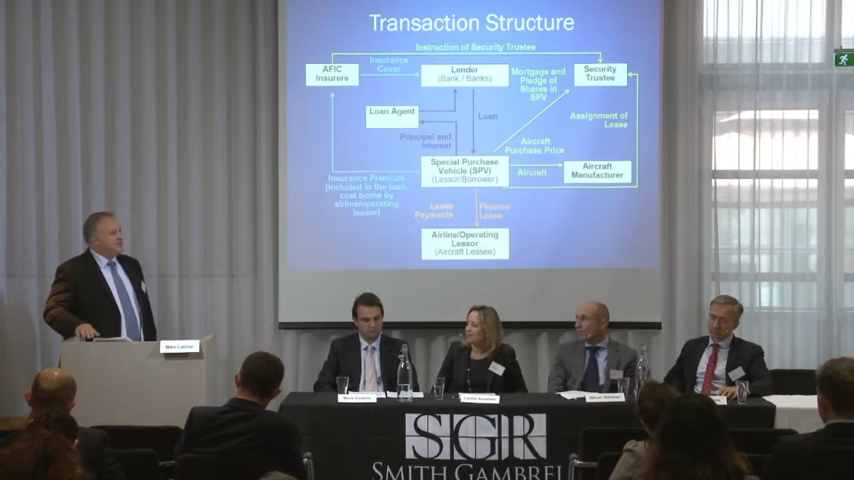 Transaction Structure
Instruction of Security Trustee
AFIC
Insurers
Insurance
Cover
Lender
(Bank / Banks)
Mortgage and
Pledge of
Shares in
SPV
Security
Trustee
Loan Agent
Loan
Assignment of
Lease
Principal and
Interest
Aircraft
Purchase Price
Special Purchase
Vehicle (SPV)
(Lessor/Borrower)
Aircraft
Aircraft
Manufacturer
Insurance Premium
(included in the loan,
cost borne by
airline/operating
lessor)
Lease
Payments
Finance
Lease
Airline/Operating
Lessor
(Aircraft Lessee)
SGR
SMITH GAMBREL